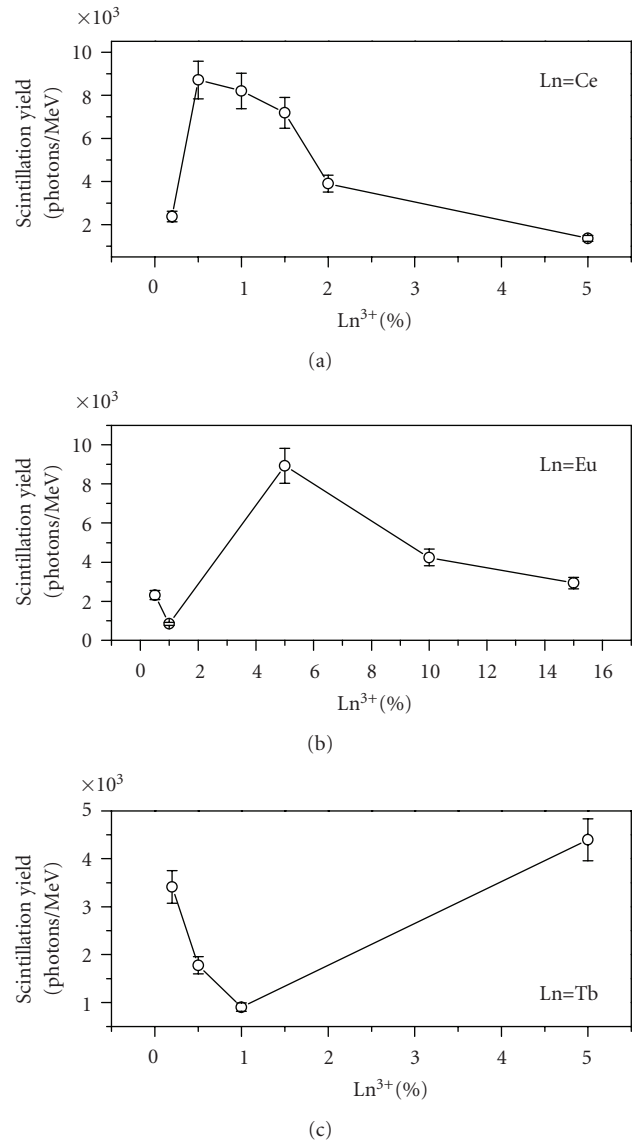 ×10³
10
8
6
4
2
Scintillation yield
(photons/MeV)
Ln=Ce
0 1 2 3 4 5
Ln³⁺(%)
(a)
×10³
10
8
6
4
2
0
Scintillation yield
(photons/MeV)
Ln=Eu
0 2 4 6 8 10 12 14 16
Ln³⁺(%)
(b)
×10³
5
4
3
2
1
Scintillation yield
(photons/MeV)
Ln=Tb
0 1 2 3 4 5
Ln³⁺(%)
(c)